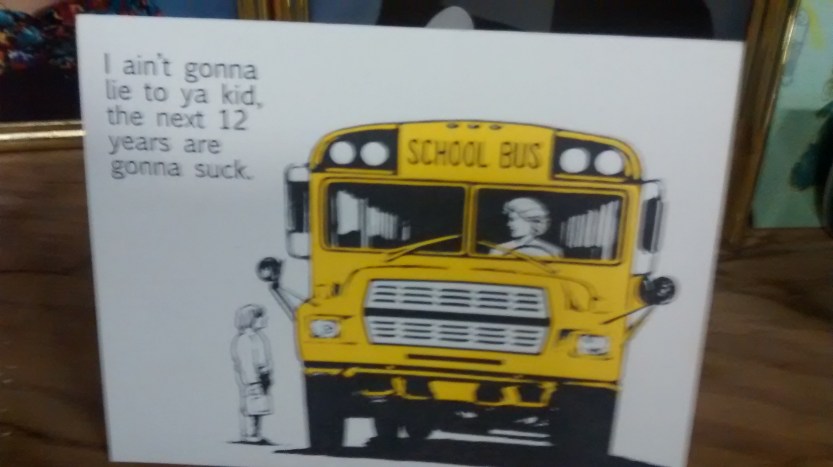 I ain't gonna
lie to ya kid,
the next 12
years are
gonna suck.
SCHOOL BUS